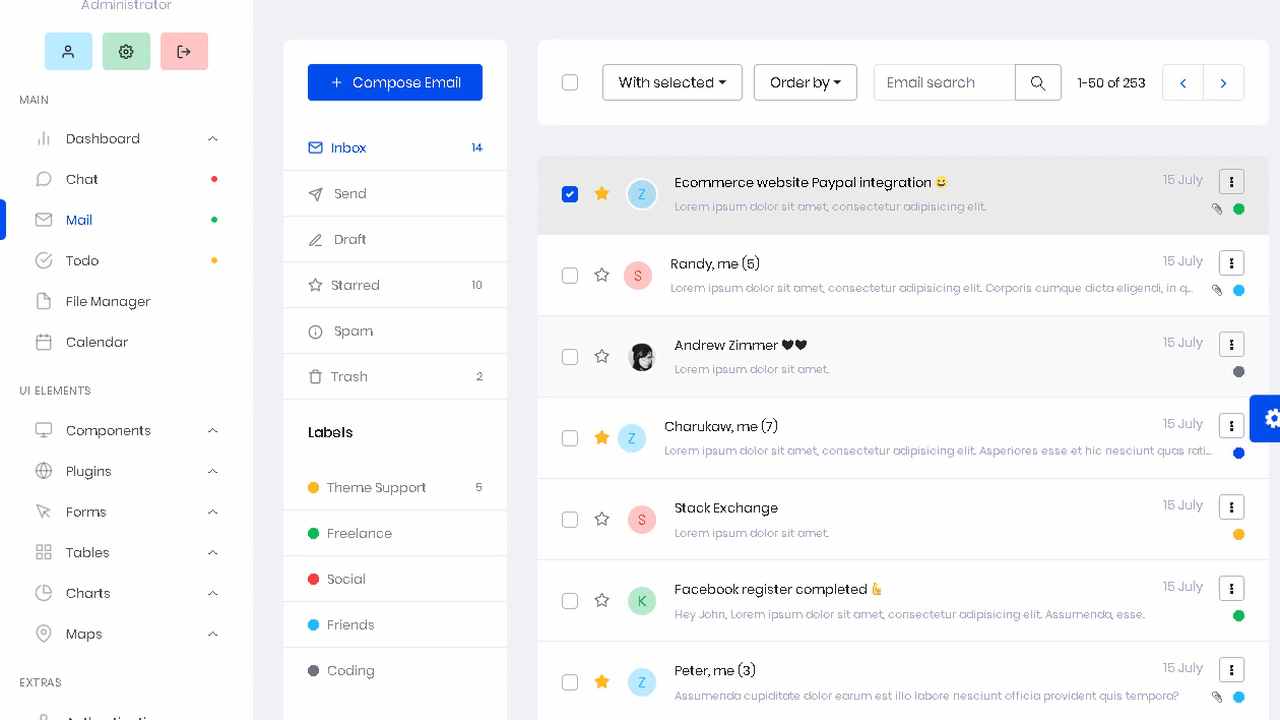 Administrator
MAIN
Dashboard
Chat
Mail
Todo
File Manager
Calendar
UI ELEMENTS
Components
Plugins
Forms
Tables
Charts
Maps
EXTRAS
+ Compose Email
Inbox 14
Send
Draft
Starred 10
Spam
Trash 2
Labels
Theme Support 5
Freelance
Social
Friends
Coding
With selected
Order by
Email search
1-50 of 253
Z
Ecommerce website Paypal integration 😄
15 July
Lorem ipsum dolor sit amet, consectetur adipisicing elit.
S
Randy, me (5)
15 July
Lorem ipsum dolor sit amet, consectetur adipisicing elit. Corporis cumque dicta eligendi, in q...
Andrew Zimmer 🖤🖤
15 July
Lorem ipsum dolor sit amet.
Z
Charukaw, me (7)
15 July
Lorem ipsum dolor sit amet, consectetur adipisicing elit. Asperiores esse et hic nesciunt quas rati...
S
Stack Exchange
15 July
Lorem ipsum dolor sit amet.
K
Facebook register completed 👍
15 July
Hey John, Lorem ipsum dolor sit amet, consectetur adipisicing elit. Assumenda, esse.
Z
Peter, me (3)
15 July
Assumenda cupiditate dolor earum est illo labore nesciunt officia provident quis tempora?